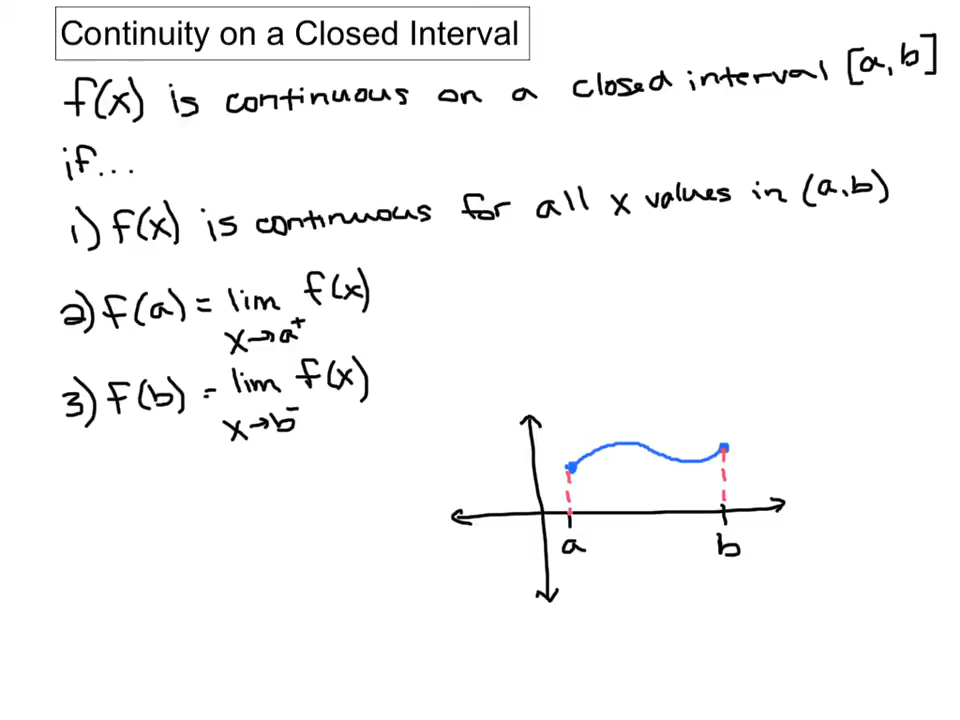 Continuity on a Closed Interval
f(x) is continuous on a closed interval [a,b]
if...
1) f(x) is continuous for all x values in (a,b)
2) f(a) = lim f(x)
x→a⁺
3) f(b) = lim f(x)
x→b⁻
a b